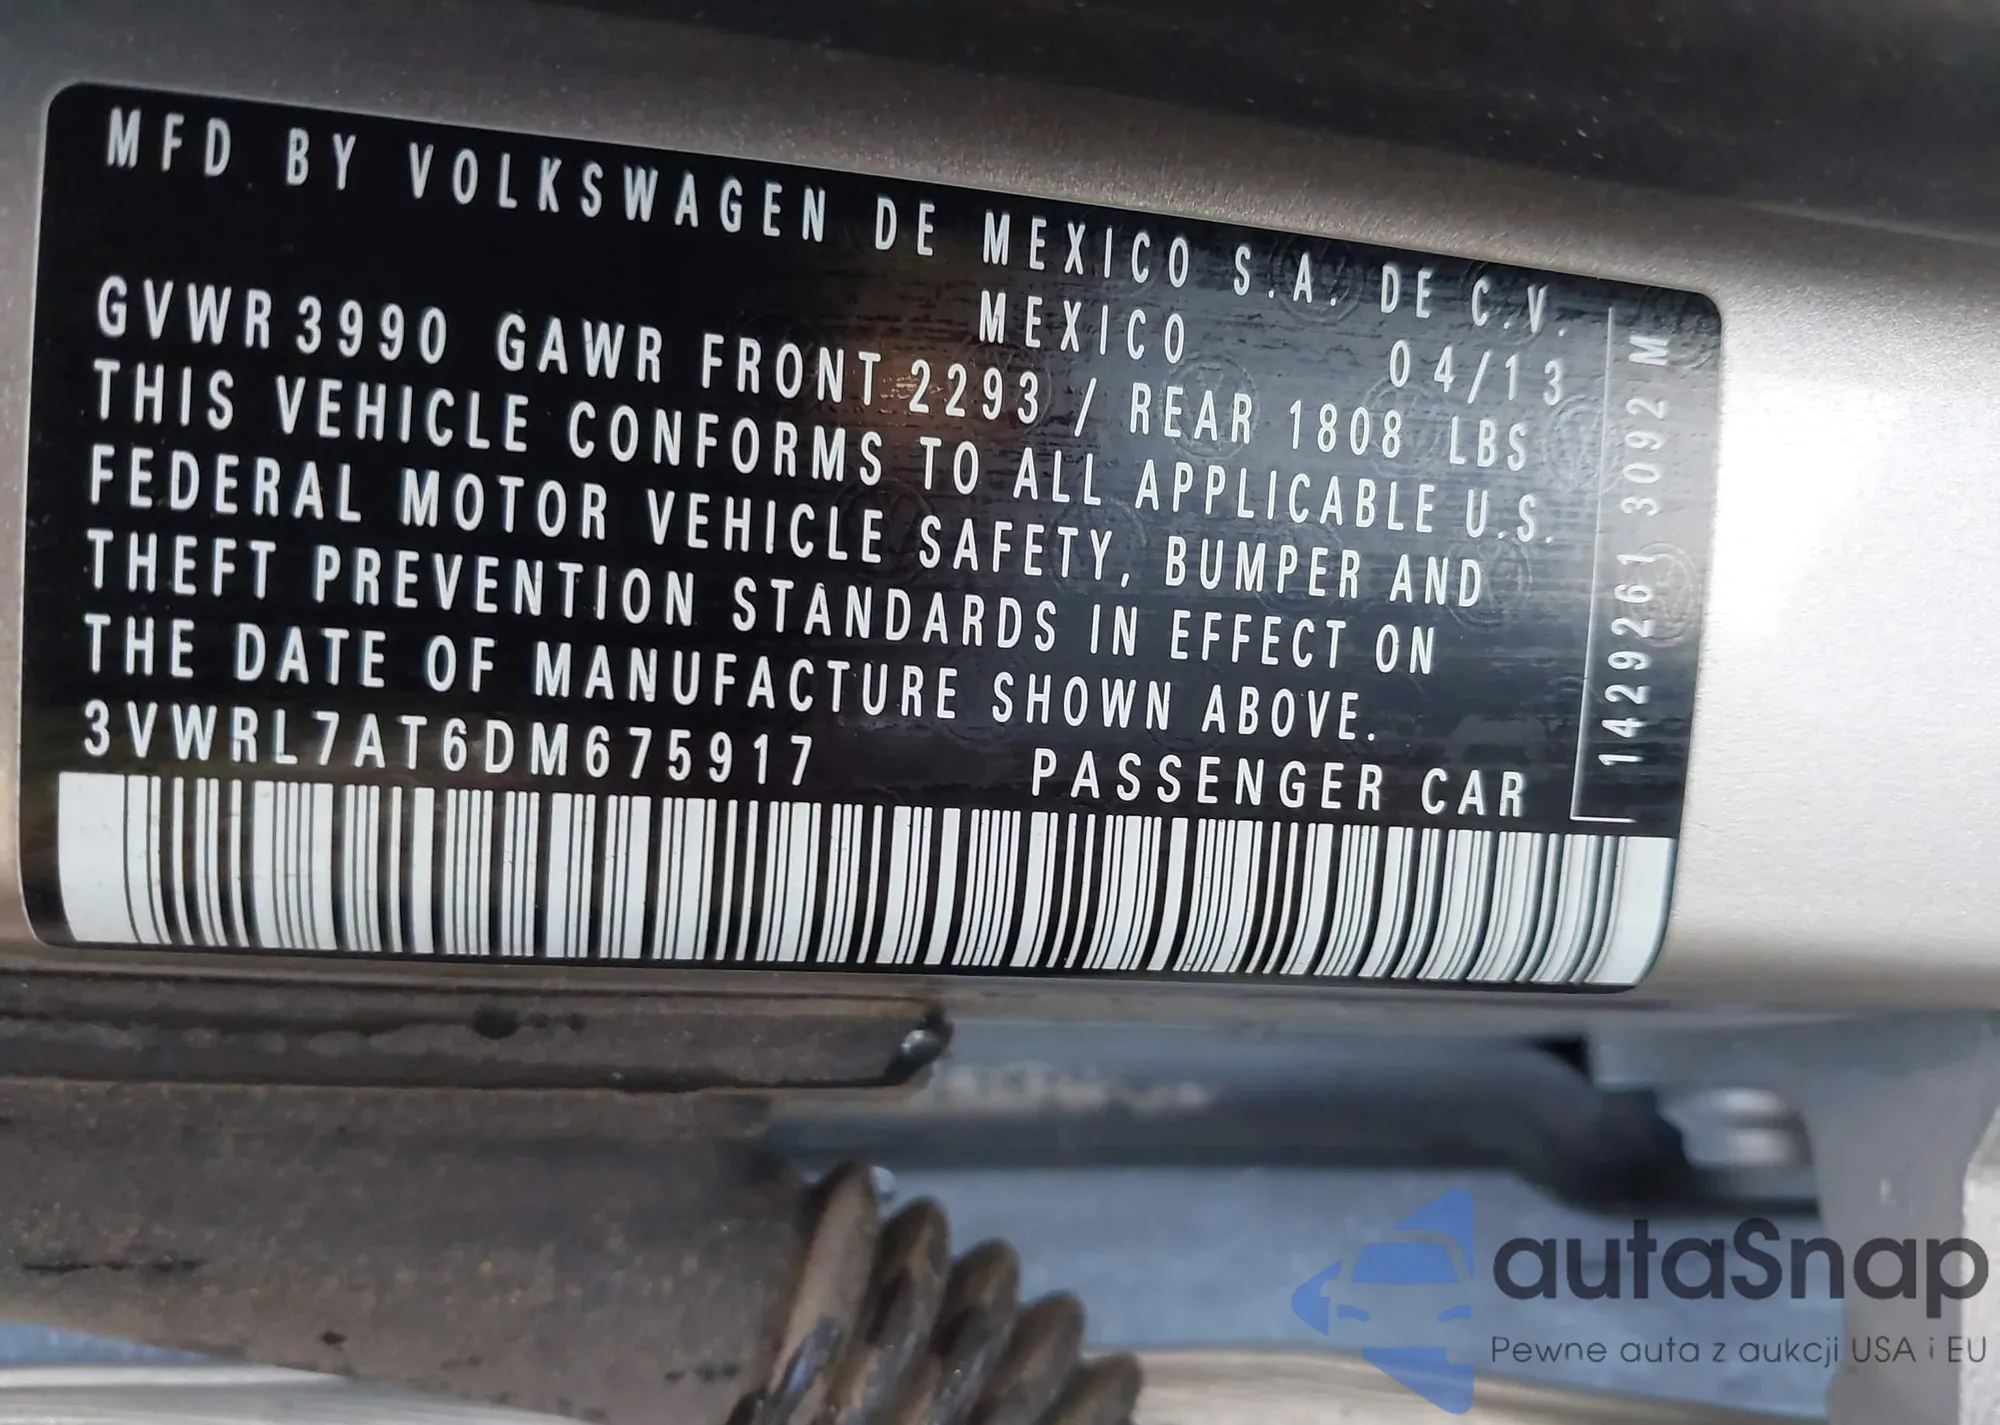 MFD BY VOLKSWAGEN DE MEXICO S.A. DE C.V.
MEXICO 04/13
GVWR 3990 GAWR FRONT 2293 / REAR 1808 LBS
THIS VEHICLE CONFORMS TO ALL APPLICABLE U.S.
FEDERAL MOTOR VEHICLE SAFETY, BUMPER AND
THEFT PREVENTION STANDARDS IN EFFECT ON
THE DATE OF MANUFACTURE SHOWN ABOVE.
3VWRL7AT6DM675917 PASSENGER CAR
1429261 3092 M
autaSnap
Pewne auta z aukcji USA i EU